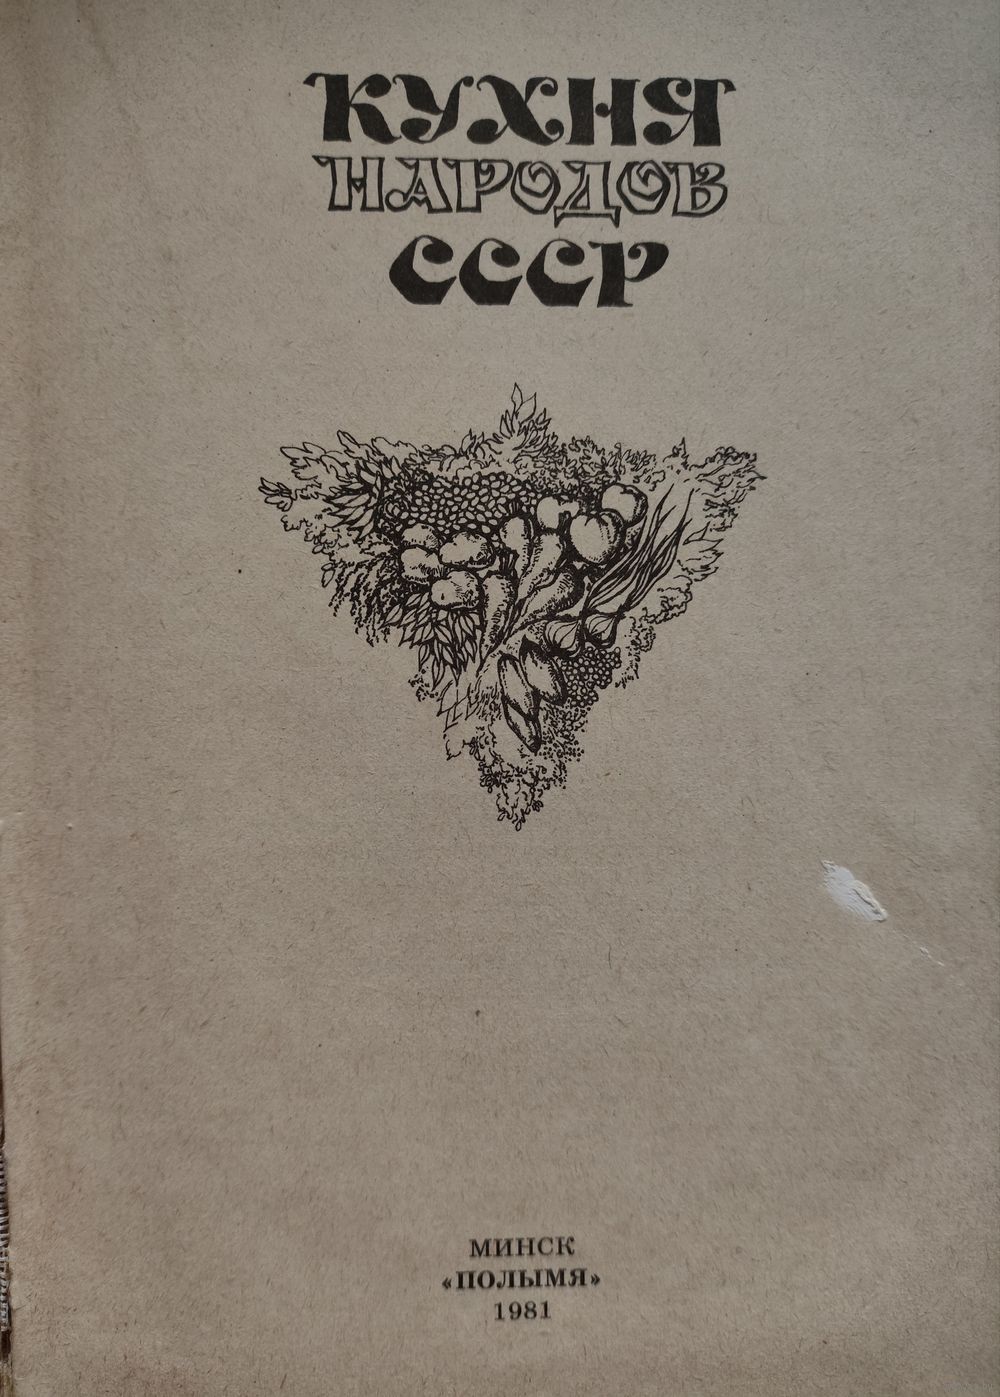 КУХНЯ
НАРОДОВ
СССР
МИНСК
«ПОЛЫМЯ»
1981